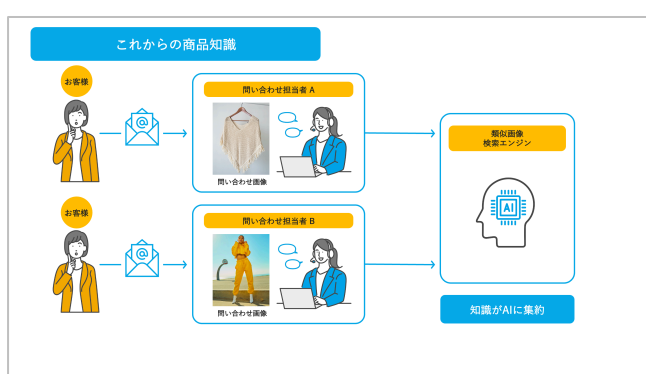 これからの商品知識
お客様
@
問い合わせ担当者 A
問い合わせ画像
類似画像
検索エンジン
AI
お客様
@
問い合わせ担当者 B
問い合わせ画像
知識がAIに集約